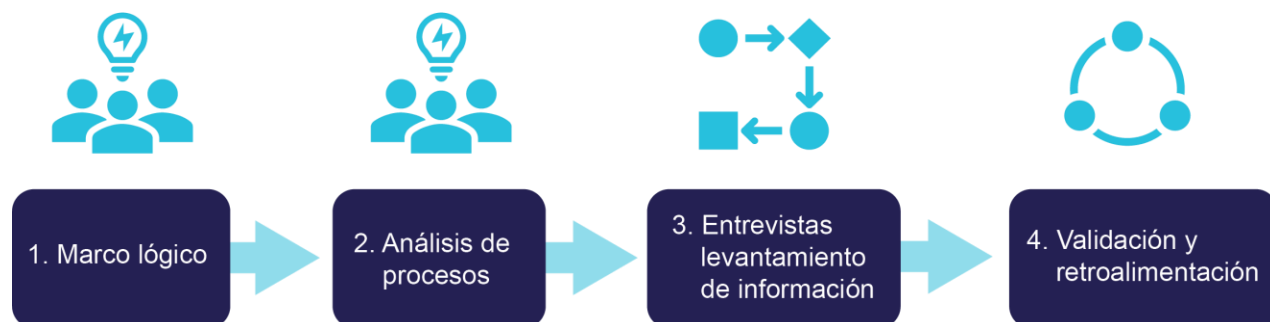 1. Marco lógico
2. Análisis de
procesos
3. Entrevistas
levantamiento
de información
4. Validación y
retroalimentación